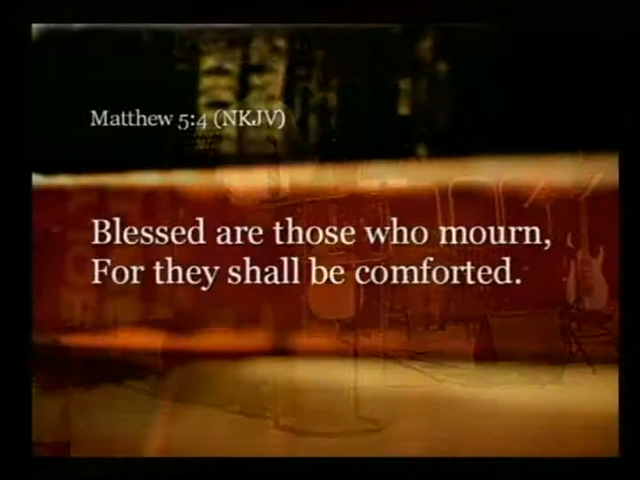 Matthew 5:4 (NKJV)
Blessed are those who mourn,
For they shall be comforted.